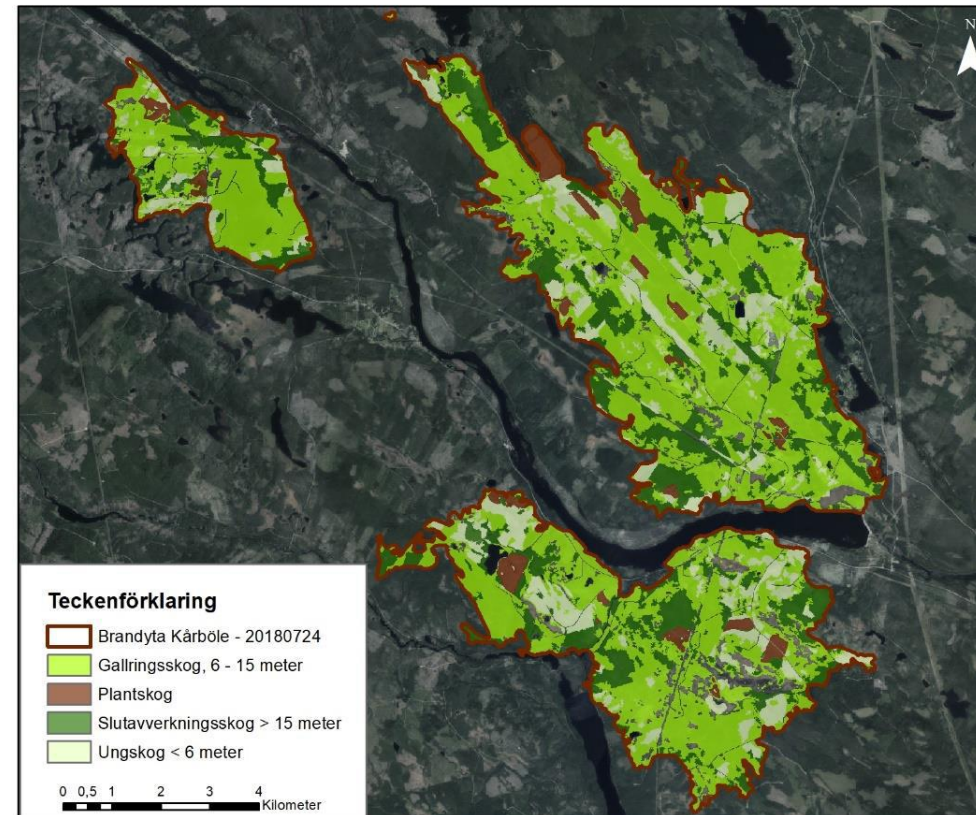 N
Teckenförklaring
Brandyta Kårböle - 20180724
Gallringsskog, 6 - 15 meter
Plantskog
Slutavverkningsskog > 15 meter
Ungskog < 6 meter
0 0,5 1 2 3 4
Kilometer